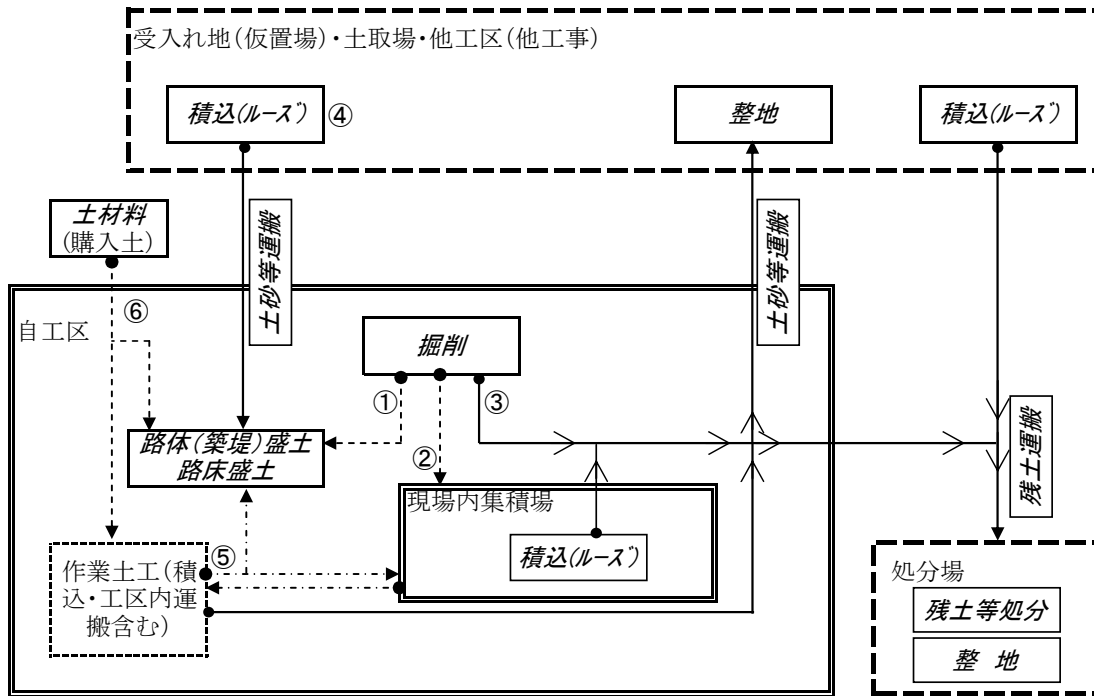 受入れ地(仮置場)・土取場・他工区(他工事)
積込(ﾙｰｽﾞ)
④
整地
積込(ﾙｰｽﾞ)
土材料
(購入土)
土砂等運搬
土砂等運搬
⑥
自工区
掘削
①
③
路体(築堤)盛土
路床盛土
②
残土運搬
現場内集積場
積込(ﾙｰｽﾞ)
⑤
作業土工(積
込・工区内運
搬含む)
処分場
残土等処分
整 地